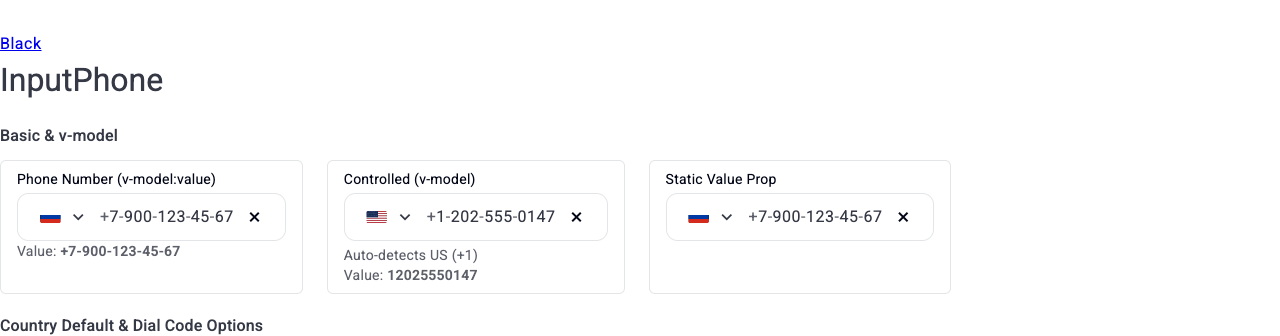 Black
InputPhone
Basic & v-model
Phone Number (v-model:value)
+7-900-123-45-67
Value: +7-900-123-45-67
Controlled (v-model)
+1-202-555-0147
Auto-detects US (+1)
Value: 12025550147
Static Value Prop
+7-900-123-45-67
Country Default & Dial Code Options